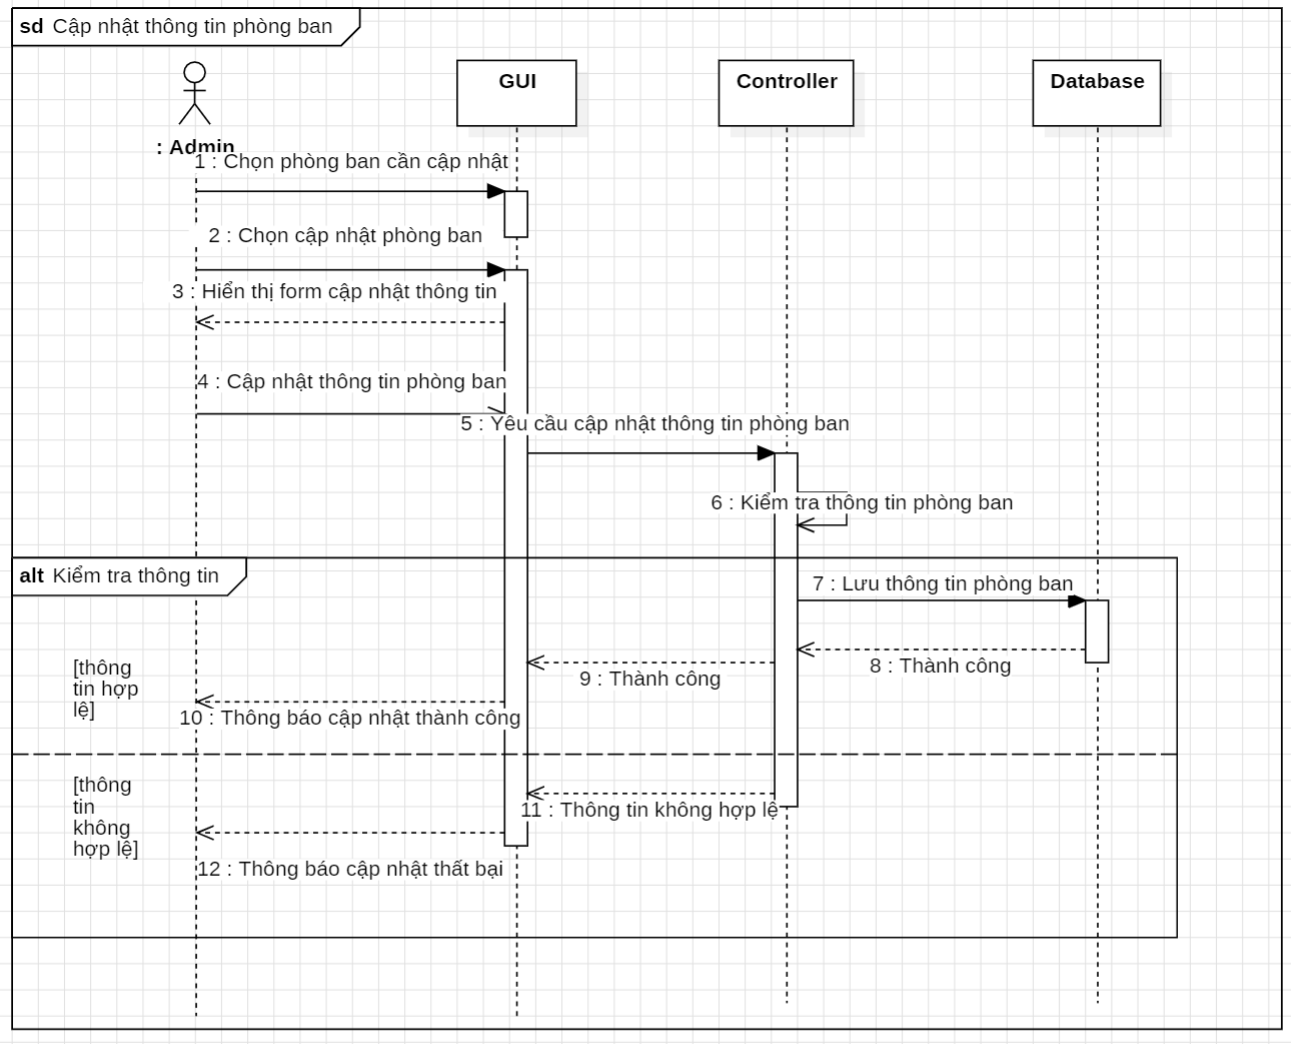 sd Cập nhật thông tin phòng ban
GUI
Controller
Database
: Admin
1 : Chọn phòng ban cần cập nhật
2 : Chọn cập nhật phòng ban
3 : Hiển thị form cập nhật thông tin
4 : Cập nhật thông tin phòng ban
5 : Yêu cầu cập nhật thông tin phòng ban
6 : Kiểm tra thông tin phòng ban
alt Kiểm tra thông tin
7 : Lưu thông tin phòng ban
8 : Thành công
9 : Thành công
[thông
tin hợp
lệ]
10 : Thông báo cập nhật thành công
[thông
tin
không
hợp lệ]
11 : Thông tin không hợp lệ
12 : Thông báo cập nhật thất bại